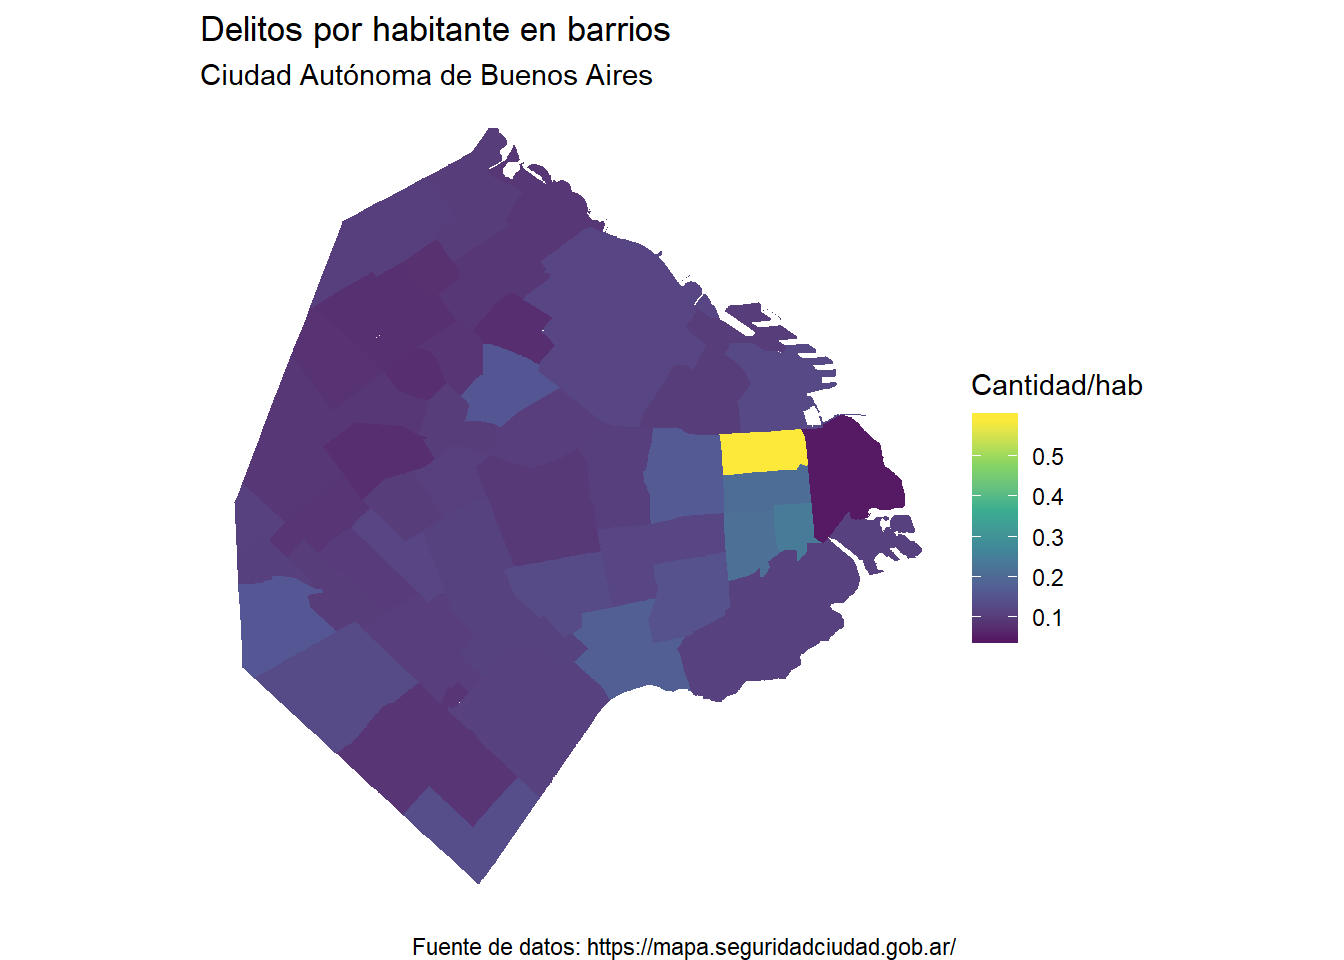 Delitos por habitante en barrios
Ciudad Autónoma de Buenos Aires
Cantidad/hab
0.5
0.4
0.3
0.2
0.1
Fuente de datos: https://mapa.seguridadciudad.gob.ar/